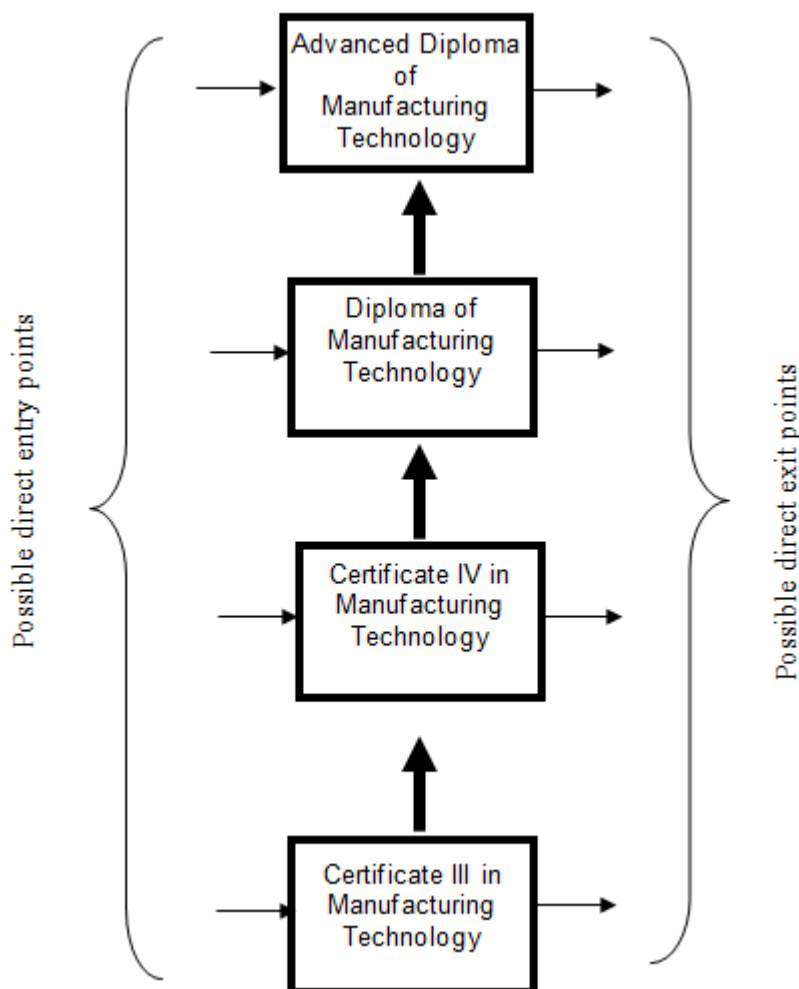 Advanced Diploma
of
Manufacturing
Technology
Diploma of
Manufacturing
Technology
Certificate IV in
Manufacturing
Technology
Certificate III in
Manufacturing
Technology
Possible direct entry points
Possible direct exit points